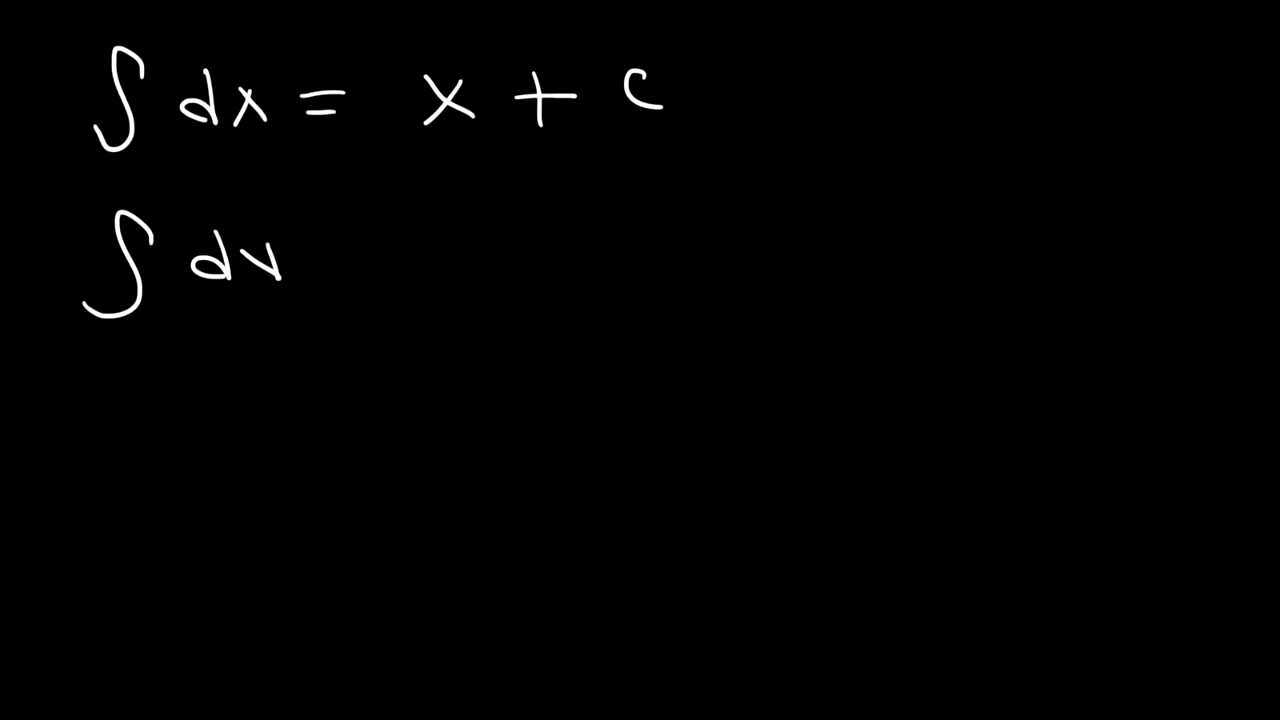 ∫ dx = x + c
∫ dv